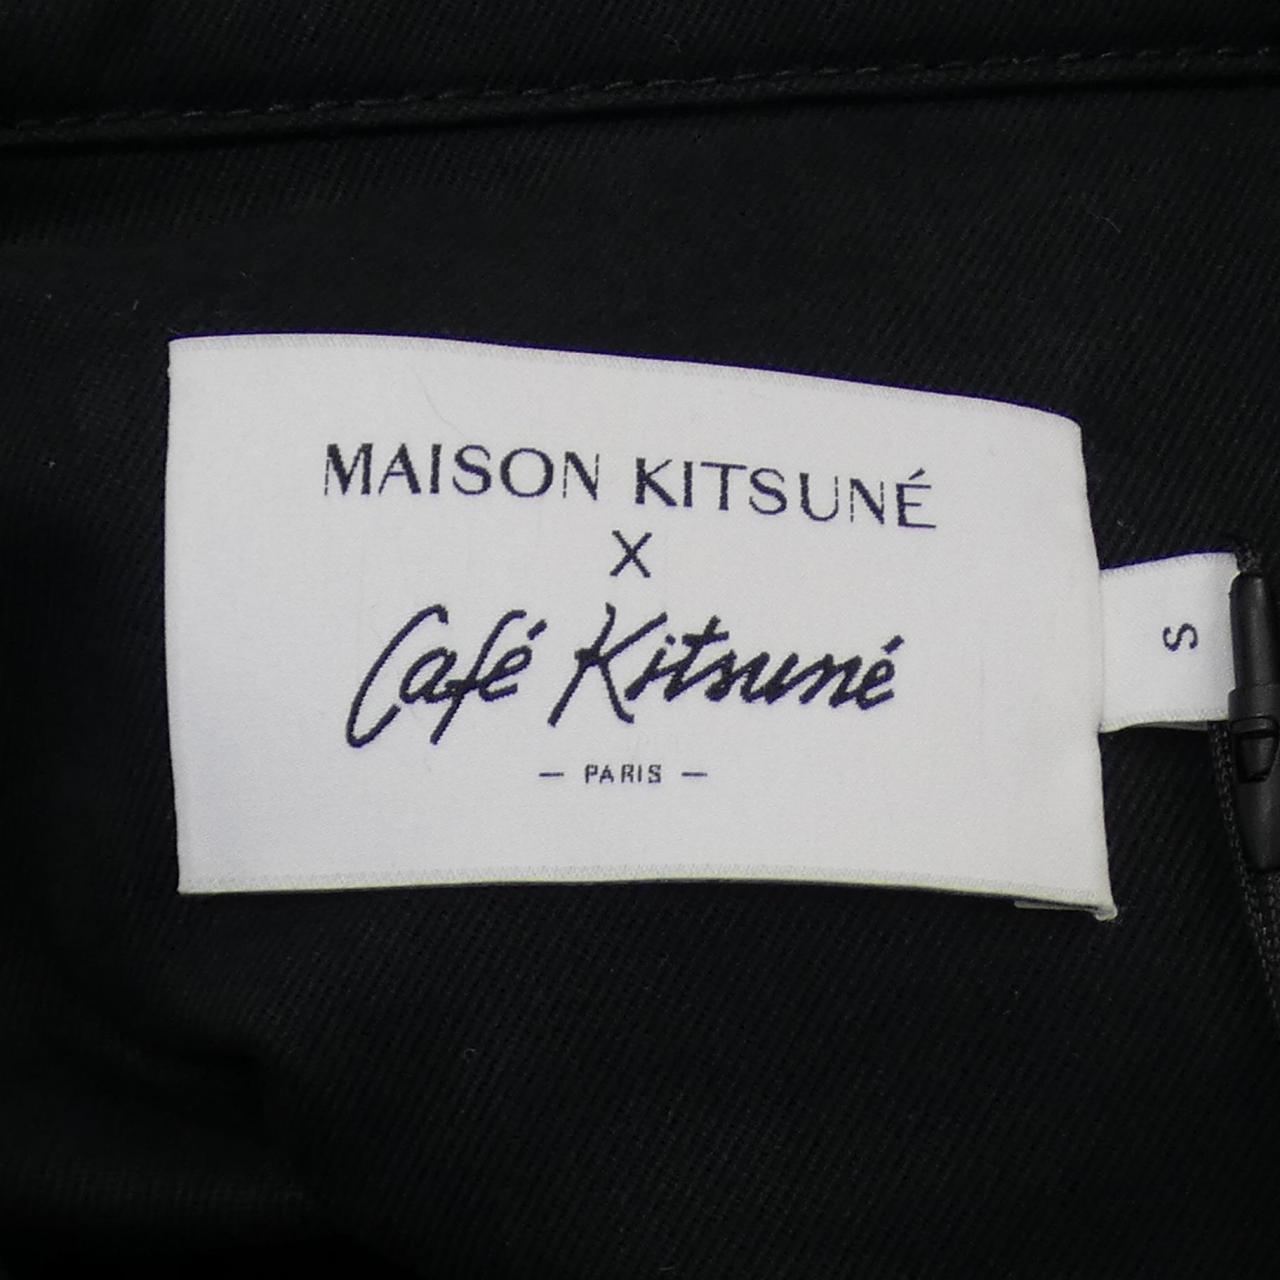 MAISON KITSUNÉ
X
Café Kitsuné
— PARIS —
S